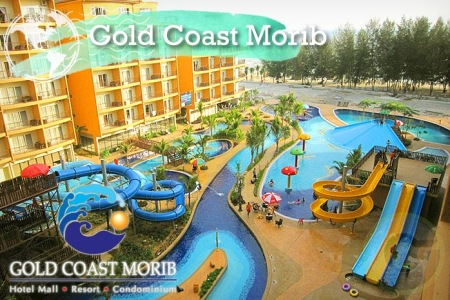 Gold Coast Morib
GOLD COAST MORIB
Hotel Mall • Resort • Condominium